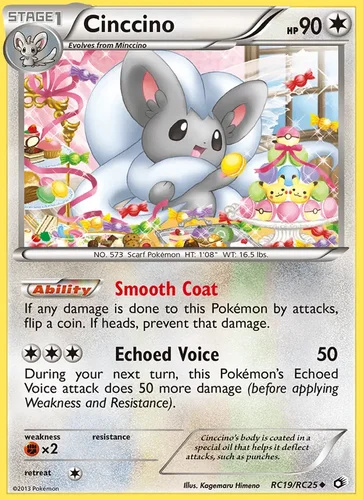 STAGE1
Cinccino
HP 90
Evolves from Minccino
NO. 573 Scarf Pokémon HT: 1'08" WT: 16.5 lbs.
Ability Smooth Coat
If any damage is done to this Pokémon by attacks,
flip a coin. If heads, prevent that damage.
Echoed Voice 50
During your next turn, this Pokémon's Echoed
Voice attack does 50 more damage (before applying
Weakness and Resistance).
weakness
resistance
×2
retreat
Cinccino's body is coated in a
special oil that helps it deflect
attacks, such as punches.
©2013 Pokémon
Illus. Kagemaru Himeno
RC19/RC25